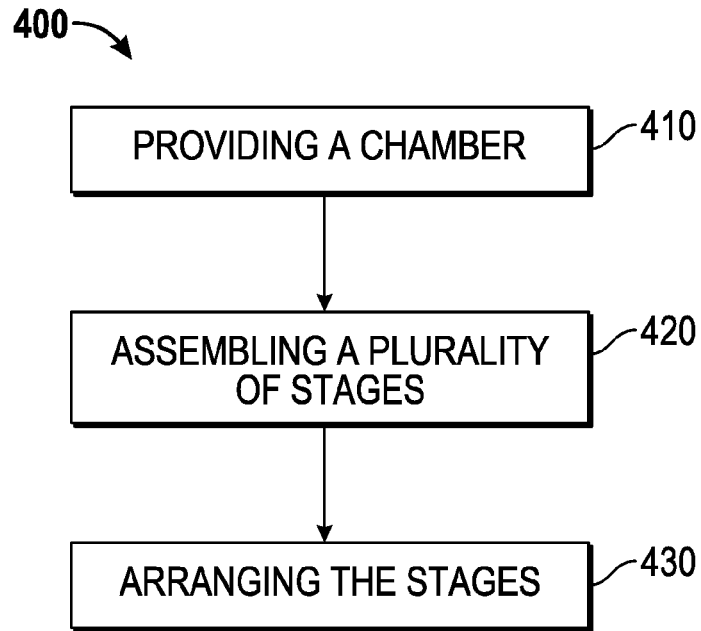 400
PROVIDING A CHAMBER
410
ASSEMBLING A PLURALITY
OF STAGES
420
ARRANGING THE STAGES
430